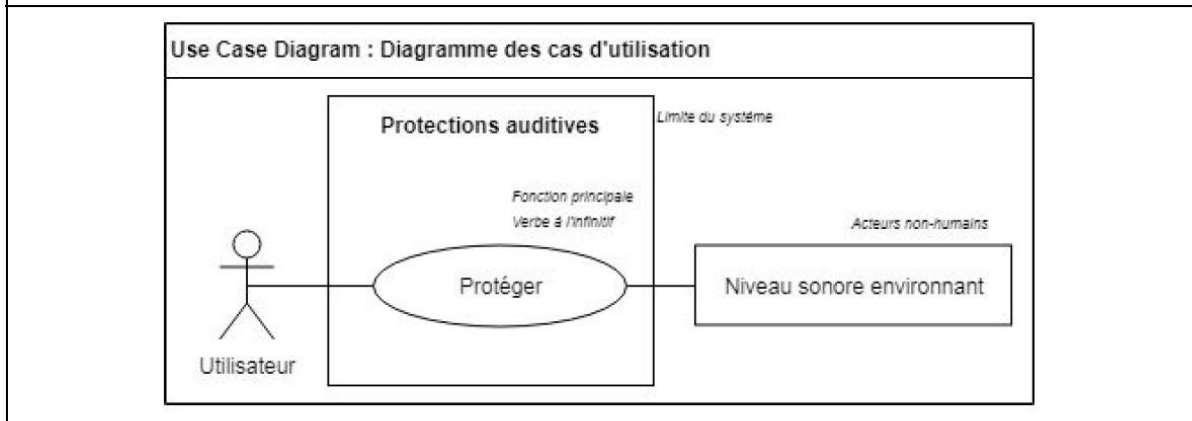 Use Case Diagram : Diagramme des cas d'utilisation
Protections auditives
Limite du système
Fonction principale
Verbe à l'infinitif
Acteurs non-humains
Protéger
Niveau sonore environnant
Utilisateur